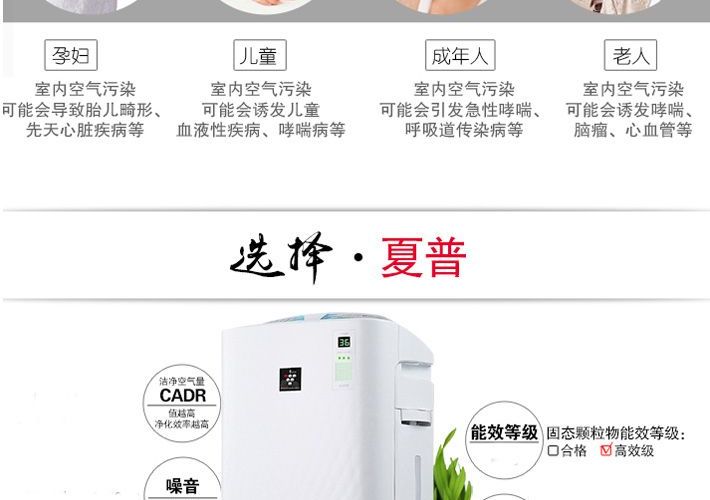 孕妇
儿童
成年人
老人
室内空气污染
可能会导致胎儿畸形、
先天心脏疾病等
室内空气污染
可能会诱发儿童
血液性疾病、哮喘病等
室内空气污染
可能会引发急性哮喘、
呼吸道传染病等
室内空气污染
可能会诱发哮喘、
脑瘤、心血管等
选择·夏普
36
洁净空气量
CADR
值越高
净化效率越高
能效等级
固态颗粒物能效等级：
□合格 ☑高效级
噪音